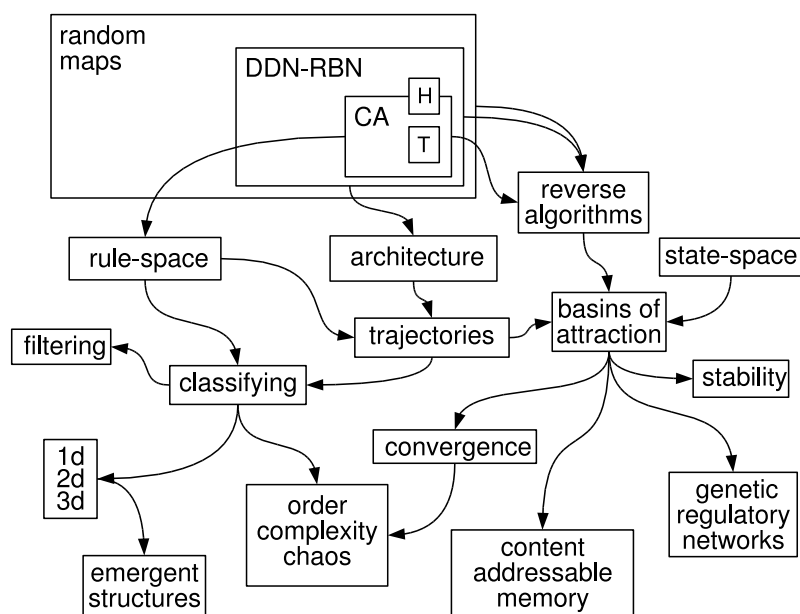 random
maps
DDN-RBN
H
CA
T
reverse
algorithms
rule-space
architecture
state-space
basins of
attraction
trajectories
filtering
classifying
stability
convergence
1d
2d
3d
order
complexity
chaos
genetic
regulatory
networks
content
addressable
memory
emergent
structures